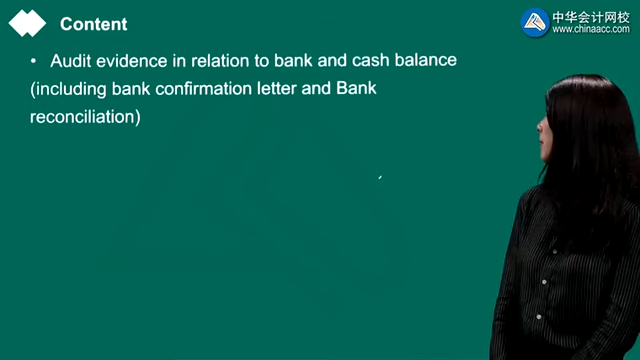 Content
中华会计网校
www.chinaacc.com
• Audit evidence in relation to bank and cash balance
(including bank confirmation letter and Bank
reconciliation)